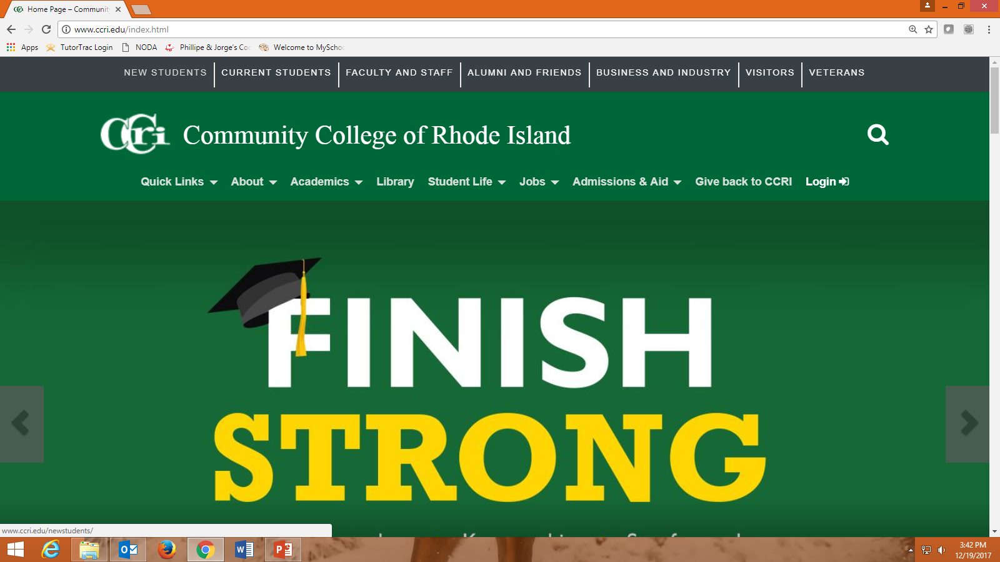 Home Page – Communit
www.ccri.edu/index.html
Apps TutorTrac Login NODA Phillipe & Jorge's Co Welcome to MyScho
NEW STUDENTS CURRENT STUDENTS FACULTY AND STAFF ALUMNI AND FRIENDS BUSINESS AND INDUSTRY VISITORS VETERANS
CCri Community College of Rhode Island
Quick Links About Academics Library Student Life Jobs Admissions & Aid Give back to CCRI Login
FINISH
STRONG
www.ccri.edu/newstudents/
3:42 PM
12/19/2017